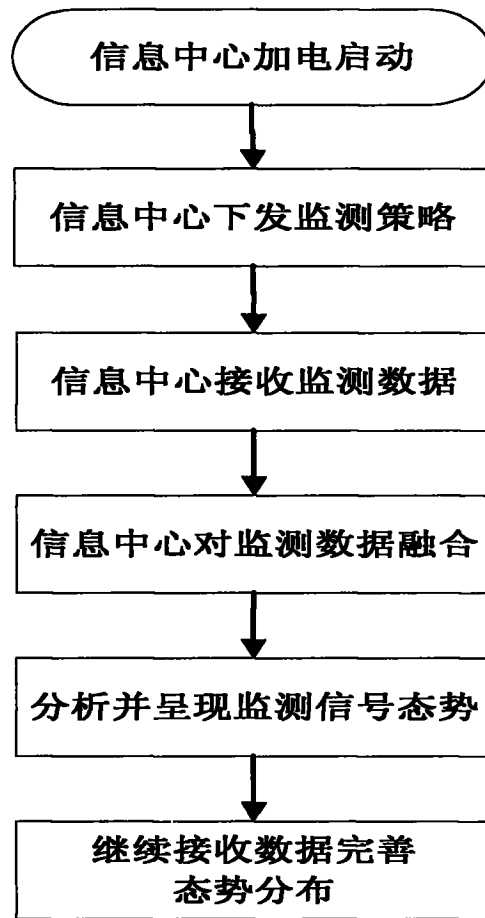 信息中心加电启动
信息中心下发监测策略
信息中心接收监测数据
信息中心对监测数据融合
分析并呈现监测信号态势
继续接收数据完善
态势分布